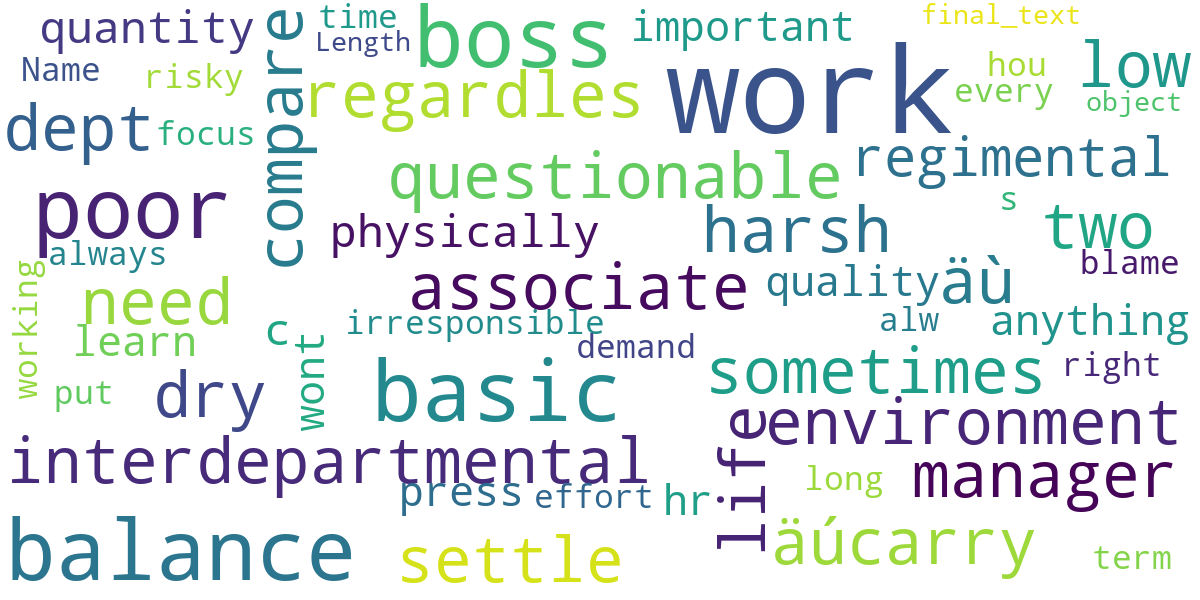 quantity
time
Length
boss
important
final_text
Name
risky
compare
regardles
work
hou
every
low
object
dept
focus
questionable
regimental
poor
always
physically
harsh
s
two
blame
working
need
learn
c
wont
irresponsible
associate
quality
äù
alw
anything
demand
put
dry
basic
sometimes
right
interdepartmental
life
environment
press
effort
hr
long
manager
balance
settle
äúcarry
term